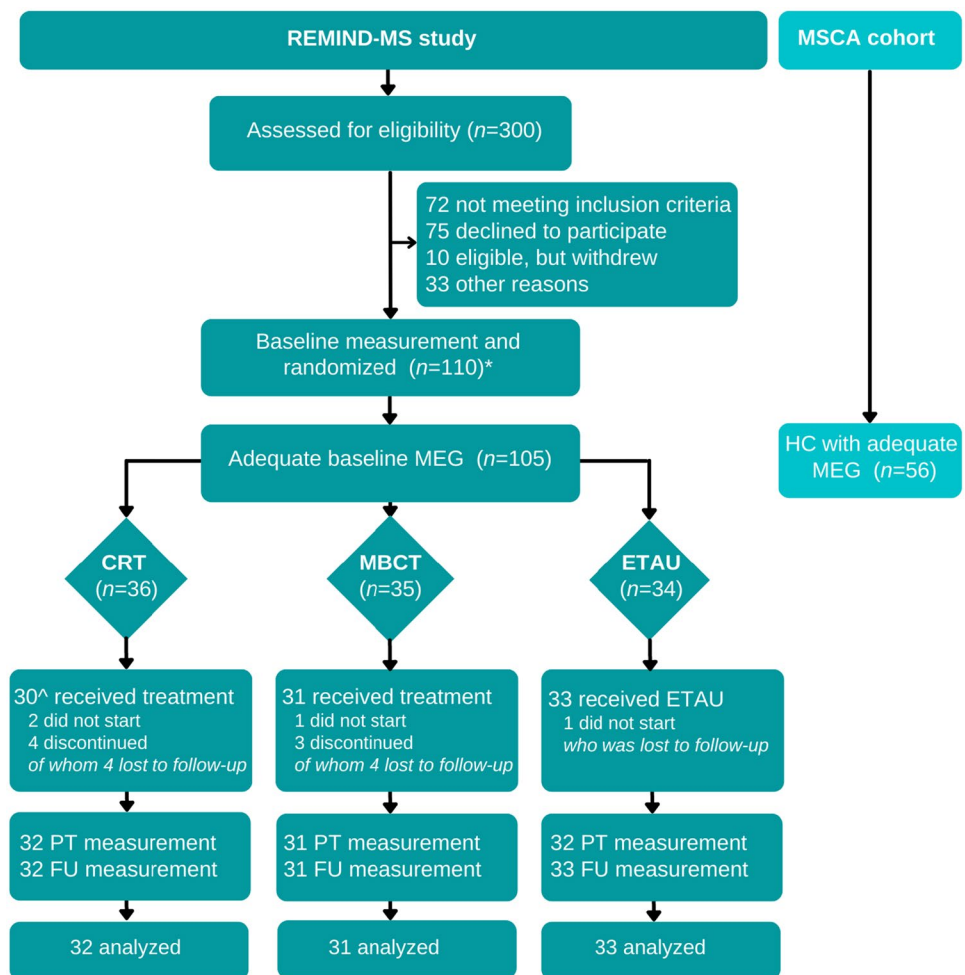 REMIND-MS study
MSCA cohort
Assessed for eligibility (n=300)
72 not meeting inclusion criteria
75 declined to participate
10 eligible, but withdrew
33 other reasons
Baseline measurement and
randomized (n=110)*
Adequate baseline MEG (n=105)
HC with adequate
MEG (n=56)
CRT
(n=36)
MBCT
(n=35)
ETAU
(n=34)
30^ received treatment
2 did not start
4 discontinued
of whom 4 lost to follow-up
31 received treatment
1 did not start
3 discontinued
of whom 4 lost to follow-up
33 received ETAU
1 did not start
who was lost to follow-up
32 PT measurement
32 FU measurement
31 PT measurement
31 FU measurement
32 PT measurement
33 FU measurement
32 analyzed
31 analyzed
33 analyzed